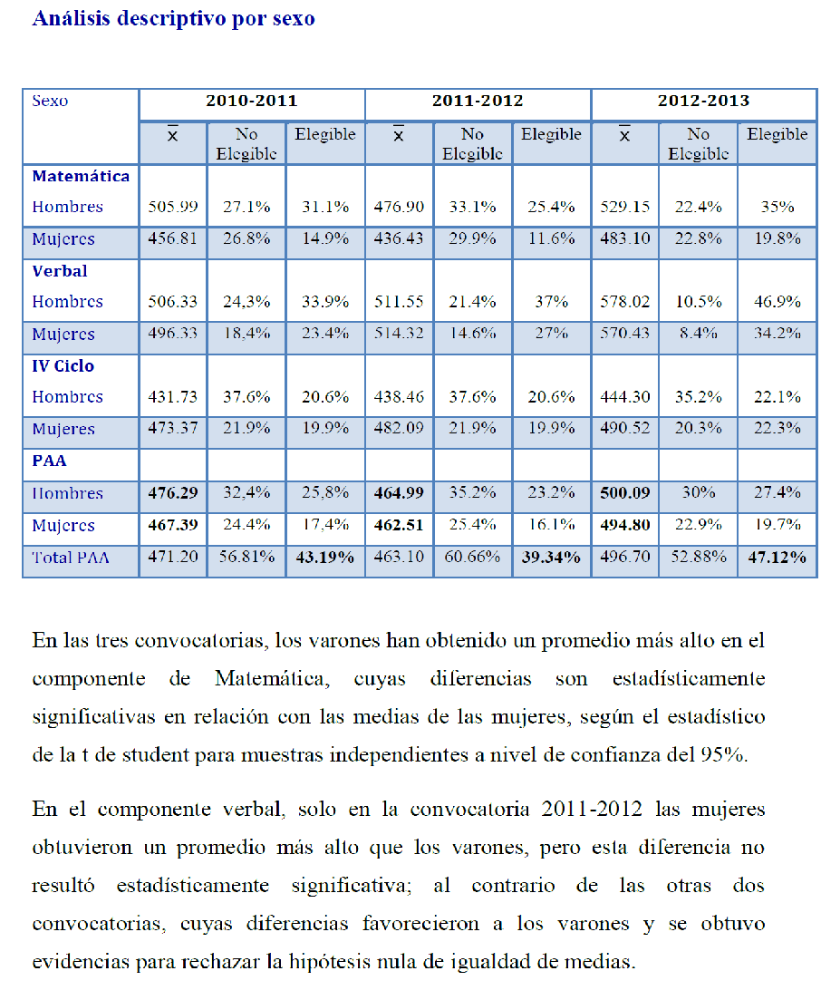 Análisis descriptivo por sexo
Sexo 2010-2011 2011-2012 2012-2013
x̅ No Elegible Elegible x̅ No Elegible Elegible x̅ No Elegible Elegible
Matemática
Hombres 505.99 27.1% 31.1% 476.90 33.1% 25.4% 529.15 22.4% 35%
Mujeres 456.81 26.8% 14.9% 436.43 29.9% 11.6% 483.10 22.8% 19.8%
Verbal
Hombres 506.33 24,3% 33.9% 511.55 21.4% 37% 578.02 10.5% 46.9%
Mujeres 496.33 18,4% 23.4% 514.32 14.6% 27% 570.43 8.4% 34.2%
IV Ciclo
Hombres 431.73 37.6% 20.6% 438.46 37.6% 20.6% 444.30 35.2% 22.1%
Mujeres 473.37 21.9% 19.9% 482.09 21.9% 19.9% 490.52 20.3% 22.3%
PAA
Hombres 476.29 32,4% 25,8% 464.99 35.2% 23.2% 500.09 30% 27.4%
Mujeres 467.39 24.4% 17.4% 462.51 25.4% 16.1% 494.80 22.9% 19.7%
Total PAA 471.20 56.81% 43.19% 463.10 60.66% 39.34% 496.70 52.88% 47.12%
En las tres convocatorias, los varones han obtenido un promedio más alto en el
componente de Matemática, cuyas diferencias son estadísticamente
significativas en relación con las medias de las mujeres, según el estadístico
de la t de student para muestras independientes a nivel de confianza del 95%.
En el componente verbal, solo en la convocatoria 2011-2012 las mujeres
obtuvieron un promedio más alto que los varones, pero esta diferencia no
resultó estadísticamente significativa; al contrario de las otras dos
convocatorias, cuyas diferencias favorecieron a los varones y se obtuvo
evidencias para rechazar la hipótesis nula de igualdad de medias.